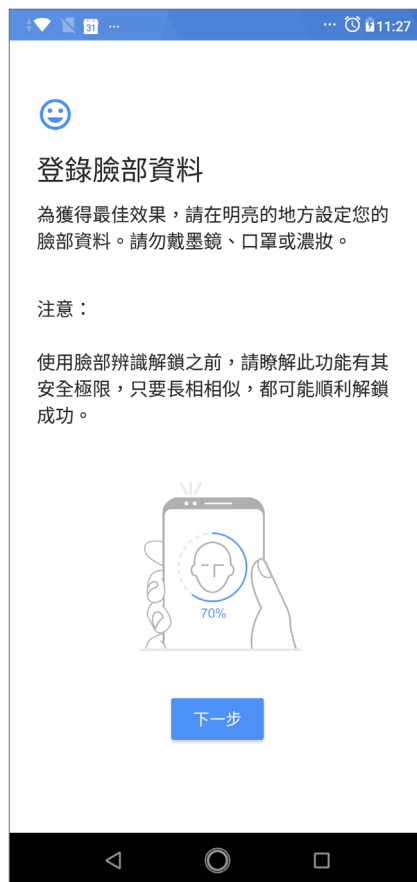 31 … … 11:27
登錄臉部資料
為獲得最佳效果，請在明亮的地方設定您的
臉部資料。請勿戴墨鏡、口罩或濃妝。
注意：
使用臉部辨識解鎖之前，請瞭解此功能有其
安全極限，只要長相相似，都可能順利解鎖
成功。
70%
下一步